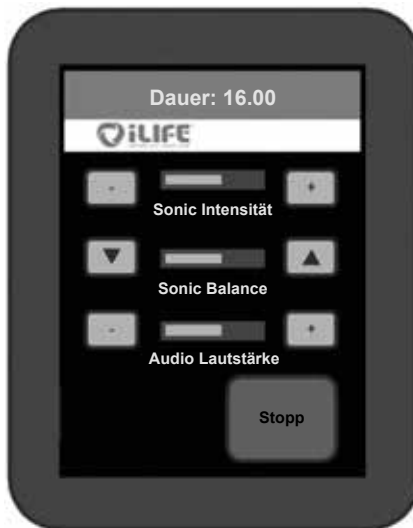 Dauer: 16.00
iLIFE
- +
Sonic Intensität
▼ ▲
Sonic Balance
- +
Audio Lautstärke
Stopp